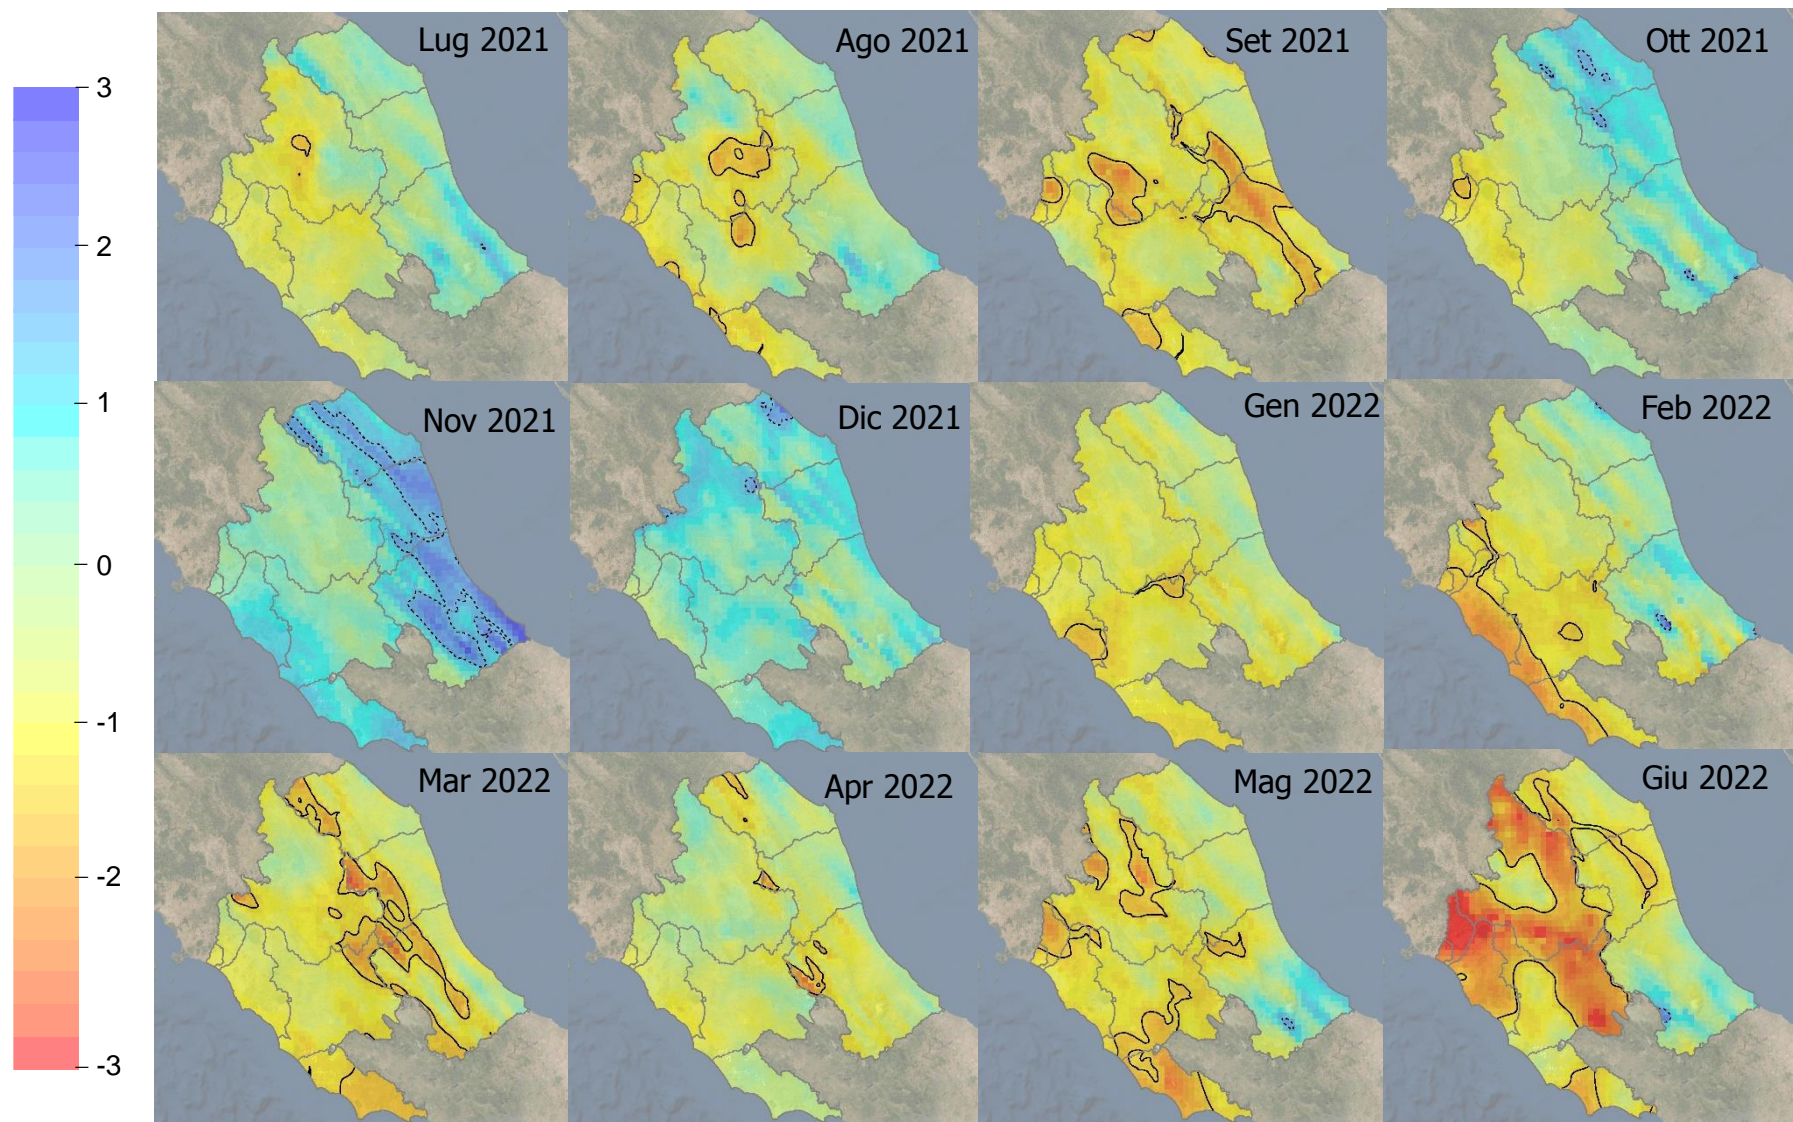 Lug 2021
Ago 2021
Set 2021
Ott 2021
3
2
1
0
-1
-2
-3
Nov 2021
Dic 2021
Gen 2022
Feb 2022
Mar 2022
Apr 2022
Mag 2022
Giu 2022